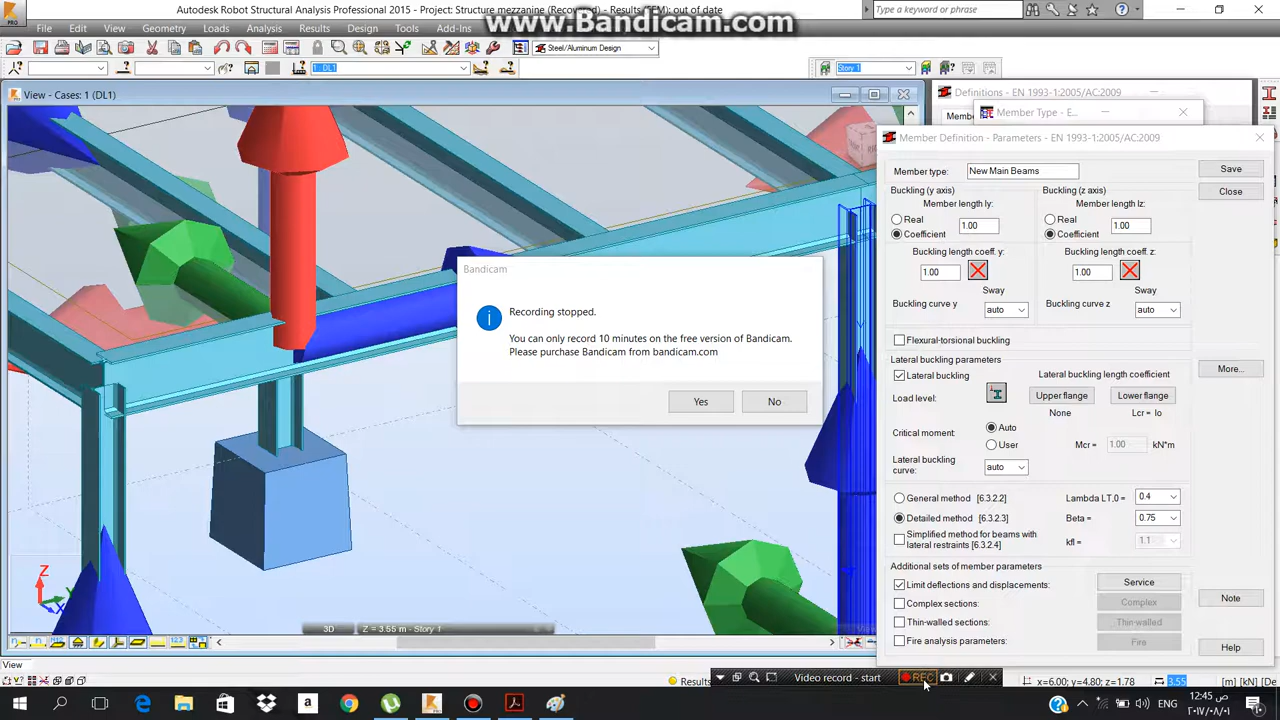 Autodesk Robot Structural Analysis Professional 2015 - Project: Structure mezzanine (Recovered) - Results (FEM): out of date
www.Bandicam.com
Type a keyword or phrase
PRO
File Edit View Geometry Loads Analysis Results Design Tools Add-Ins
Steel/Aluminum Design
1: DL1
Story 1
View - Cases: 1 (DL1)
Definitions - EN 1993-1:2005/AC:2009
Member Type - E...
Member Definition - Parameters - EN 1993-1:2005/AC:2009
Member type: New Main Beams
Save
Buckling (y axis) Buckling (z axis)
Close
Member length ly: Member length lz:
Real Real
Coefficient 1.00 Coefficient 1.00
Buckling length coeff. y: Buckling length coeff. z:
1.00 1.00
Sway Sway
Buckling curve y auto Buckling curve z auto
Flexural-torsional buckling
Lateral buckling parameters
Lateral buckling Lateral buckling length coefficient
More...
Load level: Upper flange Lower flange
None Lcr = lo
Critical moment: Auto
User Mcr = 1.00 kN*m
Lateral buckling curve: auto
General method [6.3.2.2] Lambda LT,0 = 0.4
Detailed method [6.3.2.3] Beta = 0.75
Simplified method for beams with
lateral restraints [6.3.2.4] kfl = 1.1
Additional sets of member parameters
Limit deflections and displacements: Service
Complex sections: Complex
Thin-walled sections: Thin-walled
Fire analysis parameters: Fire
Note
Help
Bandicam
Recording stopped.
You can only record 10 minutes on the free version of Bandicam.
Please purchase Bandicam from bandicam.com
Yes No
Z
X
3D Z = 3.55 m - Story 1
View
Results
Video record - start REC
x=6.00; y=4.80; z=1.78
3.55
ENG
12:45 ص
٢٠١٧/٠٨/٠١